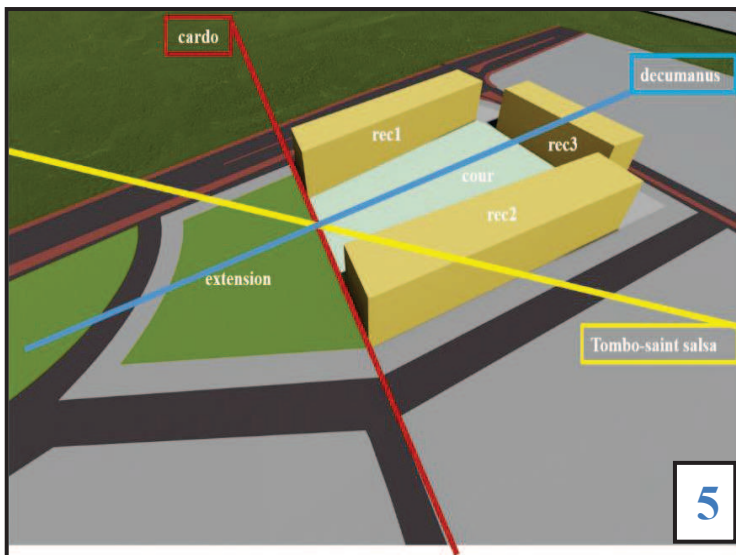 cardo
decumanus
rec1
rec3
cour
rec2
extension
Tombo-saint salsa
5